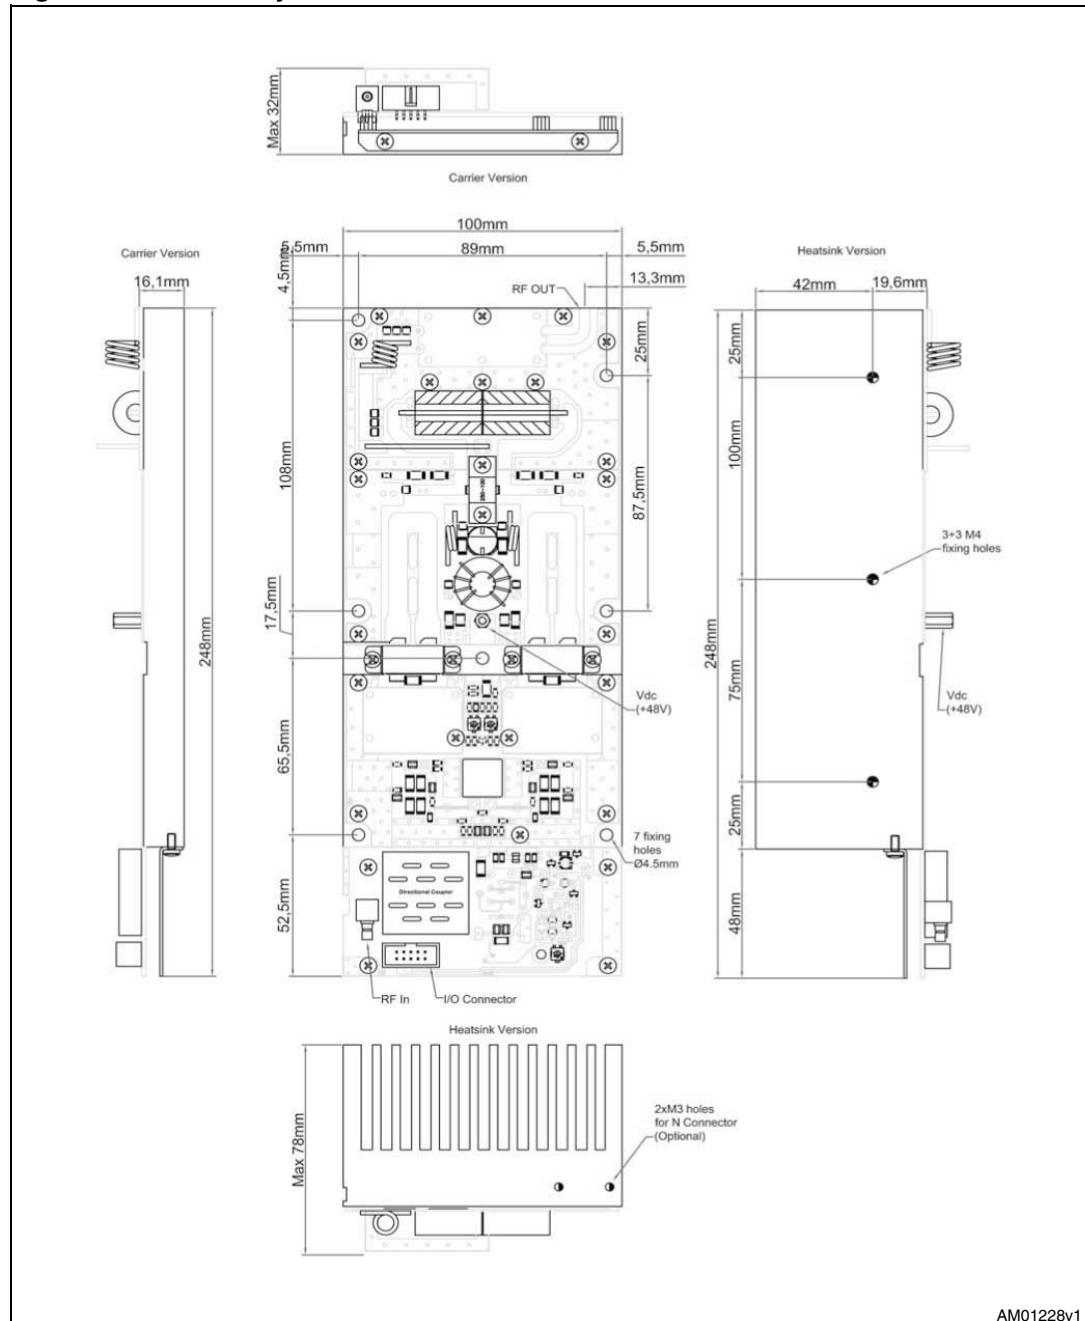 Max 32mm
Carrier Version
100mm
5,5mm
89mm
5,5mm
4,5mm
13,3mm
RF OUT
Carrier Version
16,1mm
Heatsink Version
42mm
19,6mm
25mm
25mm
100mm
108mm
87,5mm
250-100
3+3 M4
fixing holes
17,5mm
248mm
248mm
75mm
Vdc
(+48V)
Vdc
(+48V)
65,5mm
25mm
7 fixing
holes
Ø4.5mm
Directional Coupler
52,5mm
48mm
RF In
I/O Connector
Heatsink Version
Max 78mm
2xM3 holes
for N Connector
(Optional)
AM01228v1